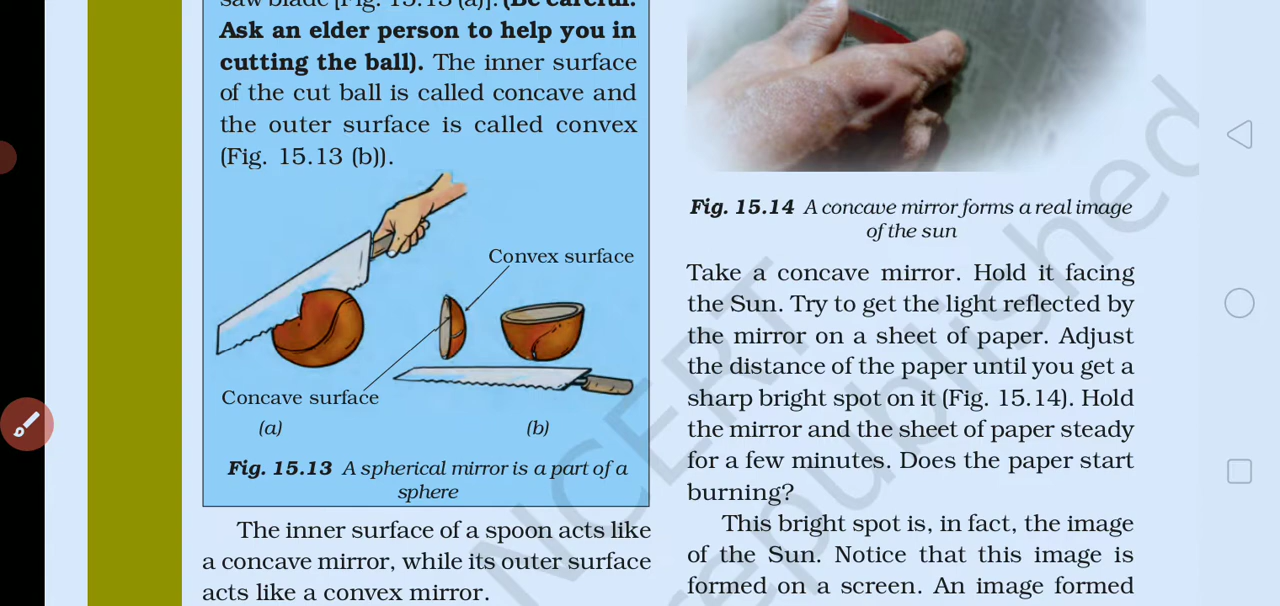 saw blade [Fig. 15.13 (a)]. (Be careful.
Ask an elder person to help you in
cutting the ball). The inner surface
of the cut ball is called concave and
the outer surface is called convex
(Fig. 15.13 (b)).
Convex surface
Concave surface
(a)
(b)
Fig. 15.13 A spherical mirror is a part of a
sphere
The inner surface of a spoon acts like
a concave mirror, while its outer surface
acts like a convex mirror.
Fig. 15.14 A concave mirror forms a real image
of the sun
Take a concave mirror. Hold it facing
the Sun. Try to get the light reflected by
the mirror on a sheet of paper. Adjust
the distance of the paper until you get a
sharp bright spot on it (Fig. 15.14). Hold
the mirror and the sheet of paper steady
for a few minutes. Does the paper start
burning?
This bright spot is, in fact, the image
of the Sun. Notice that this image is
formed on a screen. An image formed
NCERT
republished